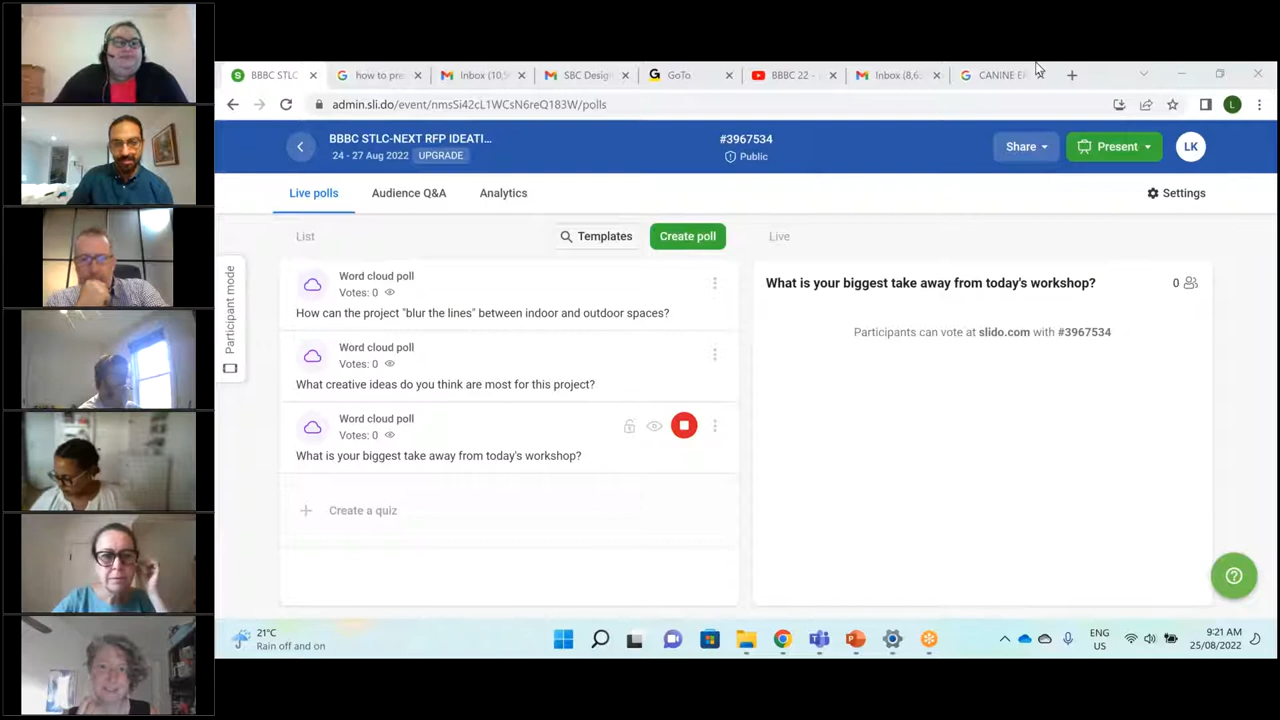 BBBC STLC
how to pre
Inbox (10,5
SBC Desig
GoTo
BBBC 22 -
Inbox (8,6
CANINE EF
admin.sli.do/event/nmsSi42cL1WCsN6reQ183W/polls
BBBC STLC-NEXT RFP IDEATI...
24 - 27 Aug 2022 UPGRADE
#3967534
Public
Share
Present
LK
Live polls
Audience Q&A
Analytics
Settings
List
Templates
Create poll
Live
Participant mode
Word cloud poll
Votes: 0
How can the project "blur the lines" between indoor and outdoor spaces?
Word cloud poll
Votes: 0
What creative ideas do you think are most for this project?
Word cloud poll
Votes: 0
What is your biggest take away from today's workshop?
Create a quiz
What is your biggest take away from today's workshop?
0
Participants can vote at slido.com with #3967534
21°C
Rain off and on
ENG
US
9:21 AM
25/08/2022